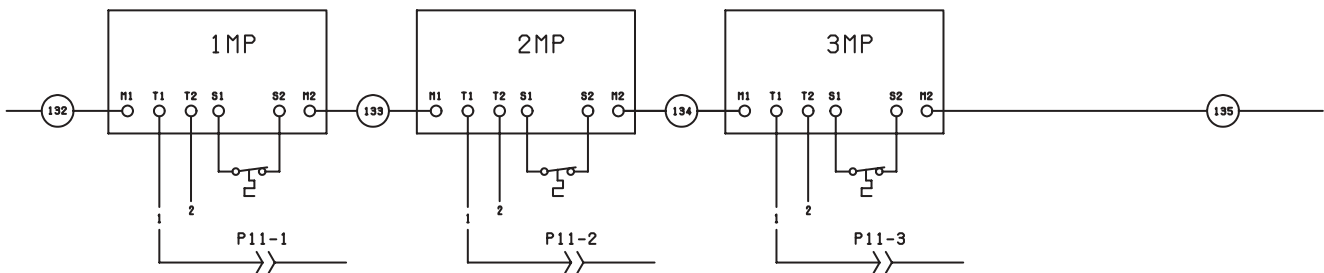 1MP 2MP 3MP
132 M1 T1 T2 S1 S2 M2 133 M1 T1 T2 S1 S2 M2 134 M1 T1 T2 S1 S2 M2 135
2 2 2
1 1 1
P11-1 P11-2 P11-3